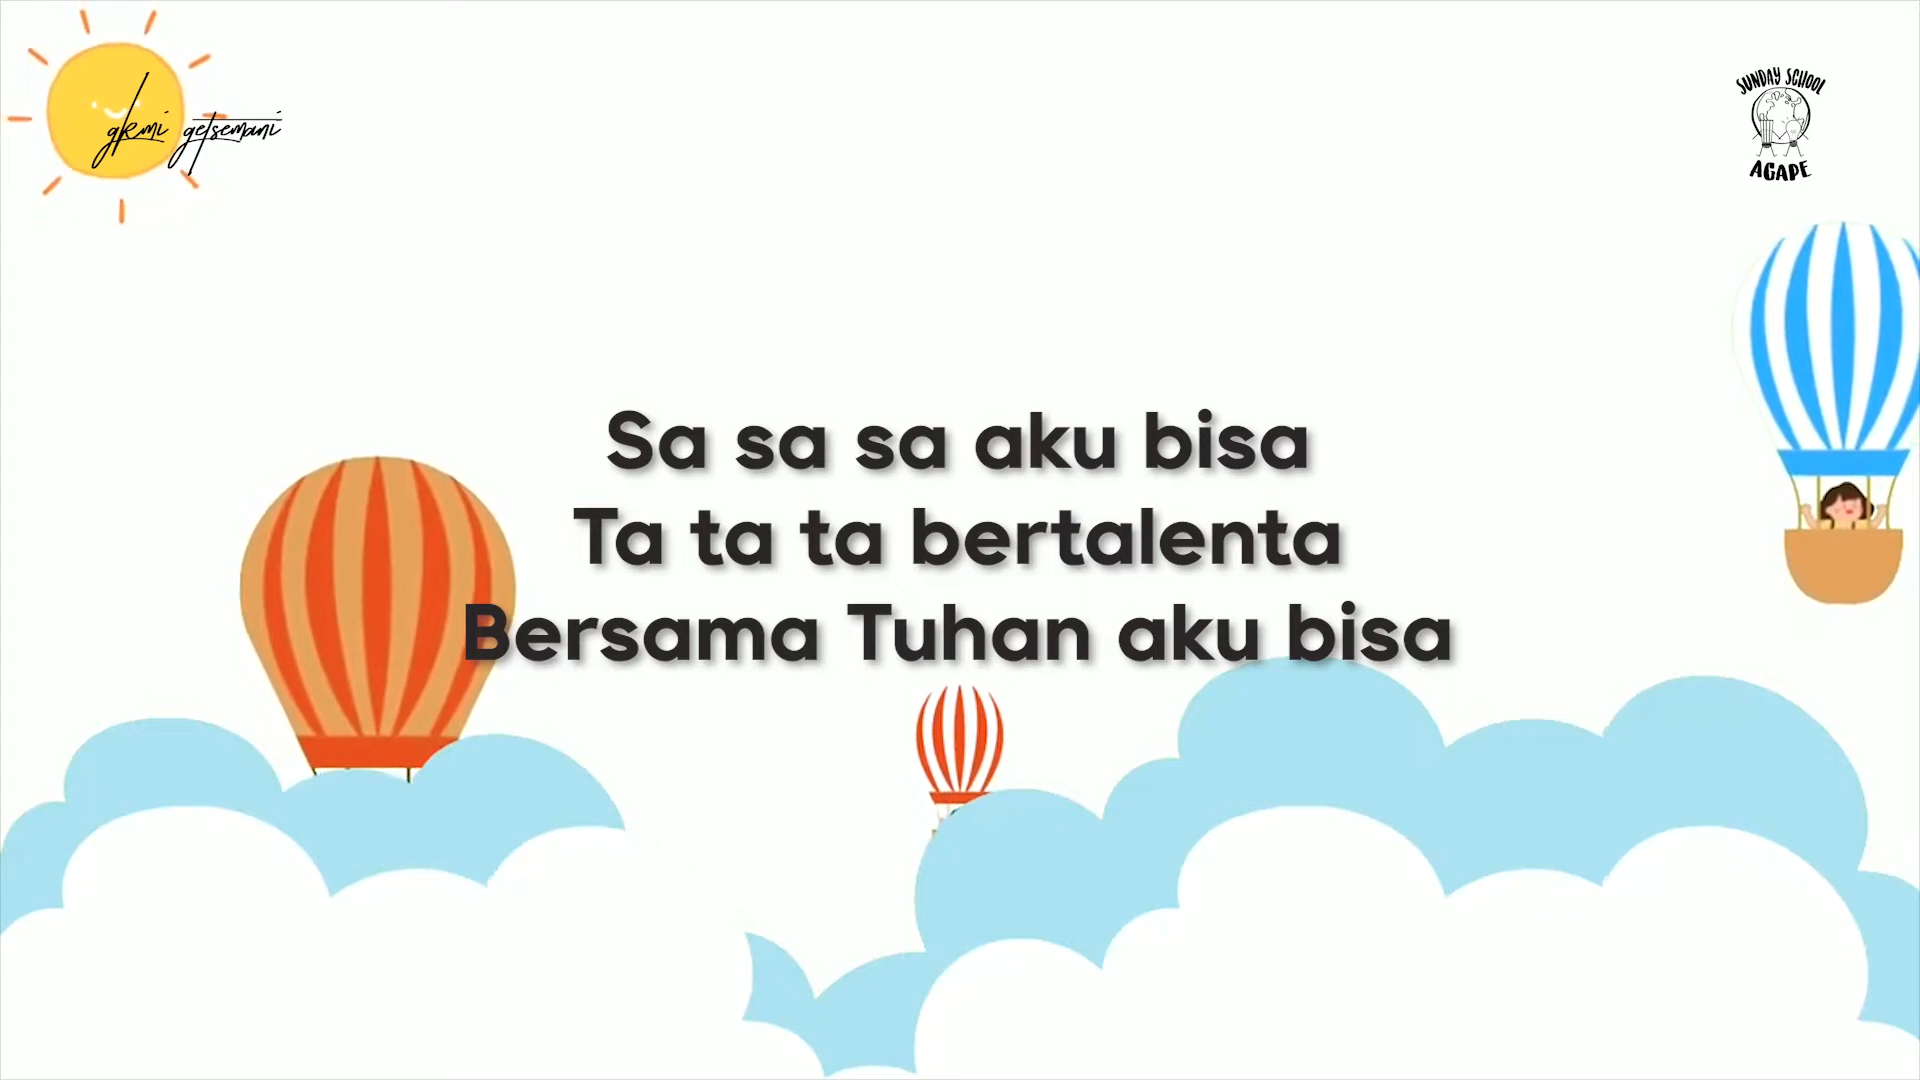 gkmi getsemani
SUNDAY SCHOOL
AGAPE
Sa sa sa aku bisa
Ta ta ta bertalenta
Bersama Tuhan aku bisa